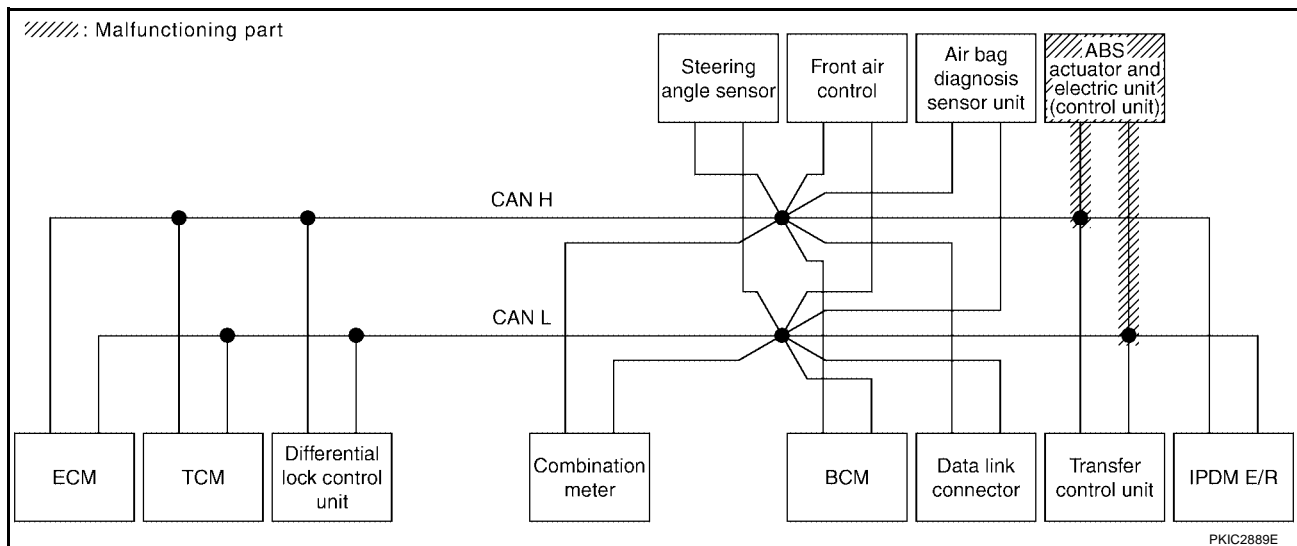 : Malfunctioning part
Steering
angle sensor
Front air
control
Air bag
diagnosis
sensor unit
ABS
actuator and
electric unit
(control unit)
CAN H
CAN L
ECM
TCM
Differential
lock control
unit
Combination
meter
BCM
Data link
connector
Transfer
control unit
IPDM E/R
PKIC2889E